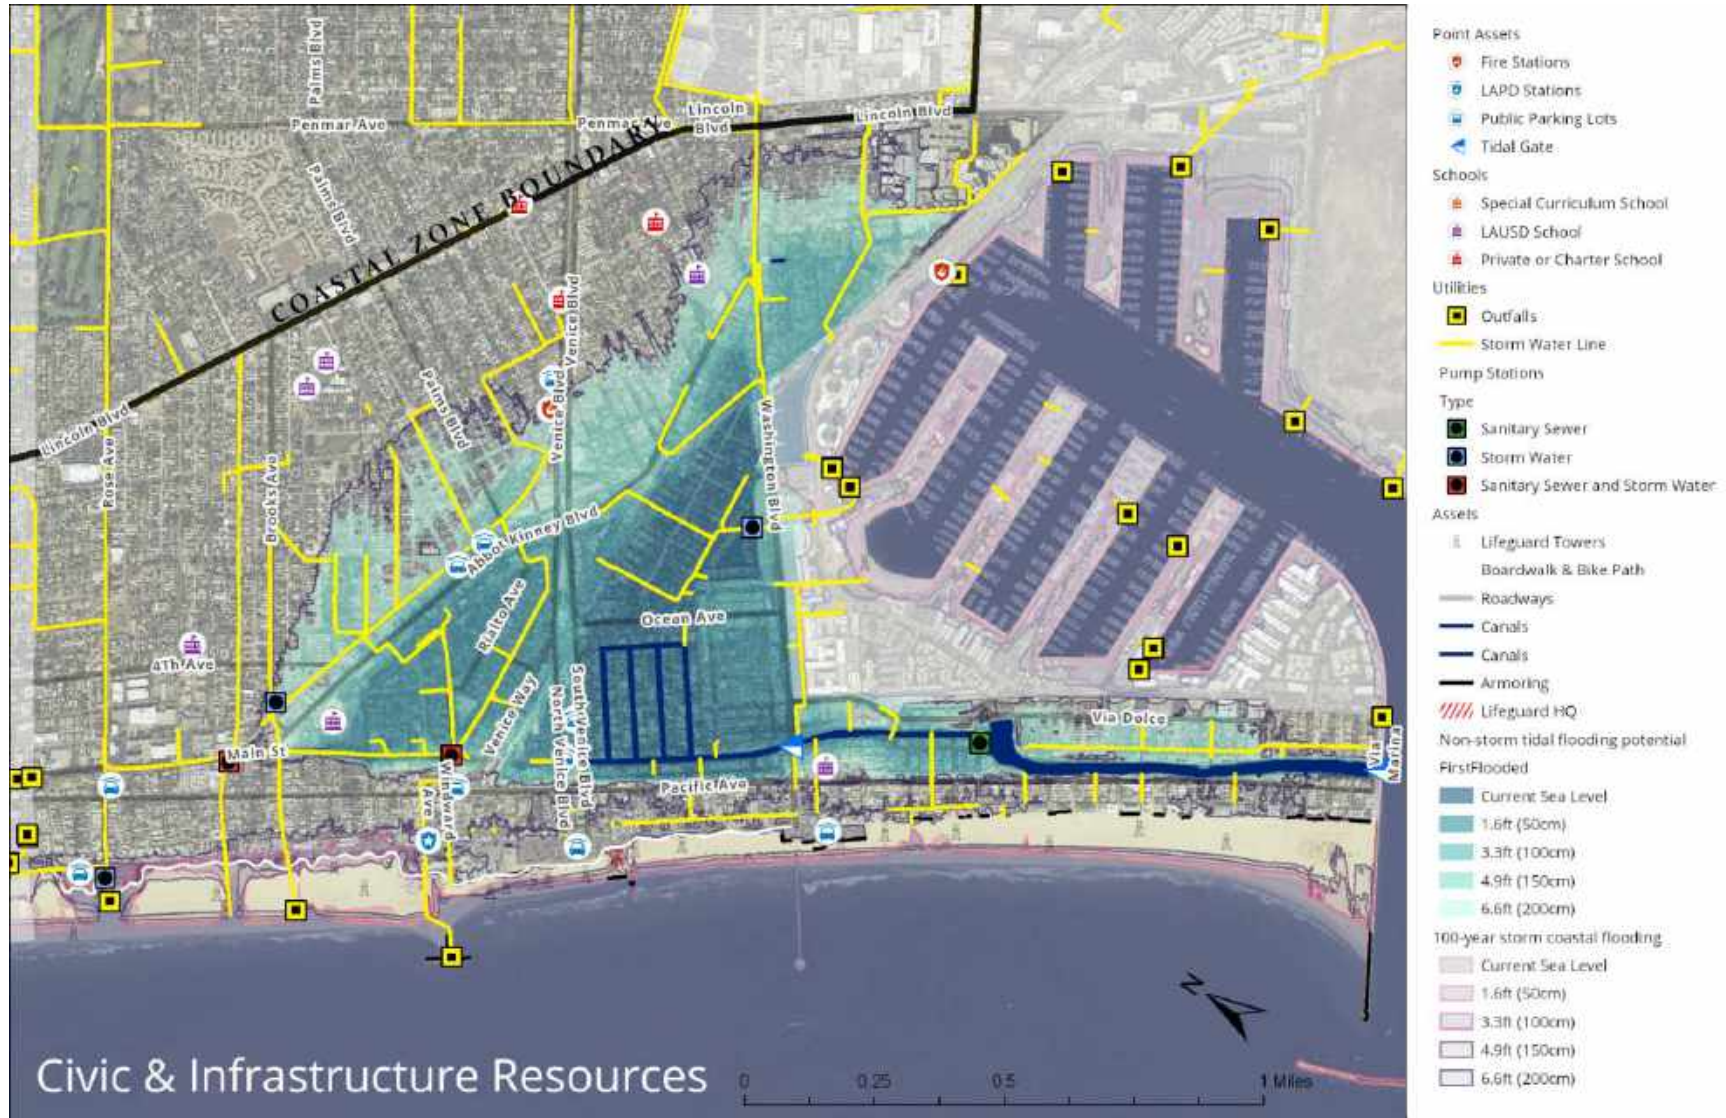 Palms Blvd
Penmar Ave
Penmar Ave
Lincoln
Blvd
Lincoln Blvd
COASTAL ZONE BOUNDARY
Palms Blvd
Venice Blvd
Palms Blvd
Venice Blvd
Lincoln Blvd
Rose Ave
Brooks Ave
Washington Blvd
Abbot Kinney Blvd
Rialto Ave
Ocean Ave
4Th Ave
Venice Way
South Venice Blvd
North Venice Blvd
Main St
Windward
Ave
Pacific Ave
Via Dolce
Via
Marina
N
Civic & Infrastructure Resources
0 0.25 0.5 1 Miles
Point Assets
Fire Stations
LAPD Stations
Public Parking Lots
Tidal Gate
Schools
Special Curriculum School
LAUSD School
Private or Charter School
Utilities
Outfalls
Storm Water Line
Pump Stations
Type
Sanitary Sewer
Storm Water
Sanitary Sewer and Storm Water
Assets
Lifeguard Towers
Boardwalk & Bike Path
Roadways
Canals
Canals
Armoring
Lifeguard HQ
Non-storm tidal flooding potential
FirstFlooded
Current Sea Level
1.6ft (50cm)
3.3ft (100cm)
4.9ft (150cm)
6.6ft (200cm)
100-year storm coastal flooding
Current Sea Level
1.6ft (50cm)
3.3ft (100cm)
4.9ft (150cm)
6.6ft (200cm)